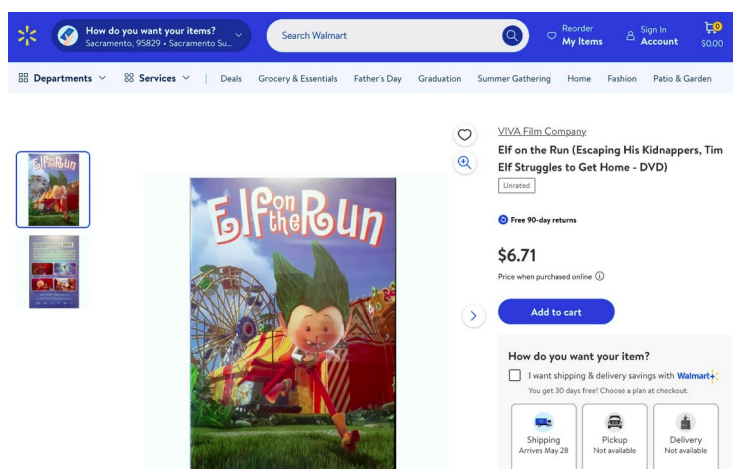 How do you want your items?
Sacramento, 95829 • Sacramento Su...
Search Walmart
Reorder
My Items
Sign In
Account
0
$0.00
Departments
Services
Deals
Grocery & Essentials
Father's Day
Graduation
Summer Gathering
Home
Fashion
Patio & Garden
Elf on the Run
VIVA Film Company
Elf on the Run (Escaping His Kidnappers, Tim
Elf Struggles to Get Home - DVD)
Unrated
Free 90-day returns
$6.71
Price when purchased online
Add to cart
Elf on
the Run
How do you want your item?
I want shipping & delivery savings with Walmart+
You get 30 days free! Choose a plan at checkout.
Shipping
Arrives May 28
Pickup
Not available
Delivery
Not available